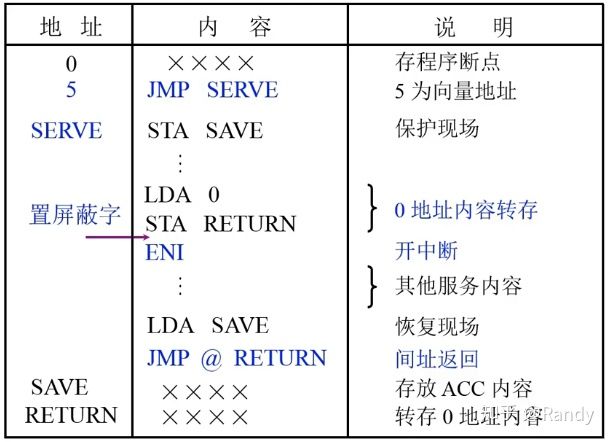 地 址 内 容 说 明
0 ×××× 存程序断点
5 JMP SERVE 5 为向量地址
SERVE STA SAVE 保护现场
⋮
LDA 0
置屏蔽字 0 地址内容转存
STA RETURN
ENI 开中断
⋮ 其他服务内容
LDA SAVE 恢复现场
JMP @ RETURN 间址返回
SAVE ×××× 存放 ACC 内容
RETURN ×××× 转存 0 地址内容
知乎 @Randy